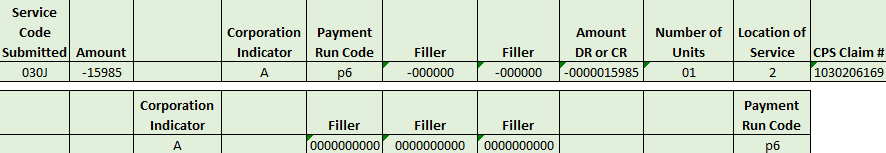 Service
Code Corporation Payment Amount Number of Location of
Submitted Amount Indicator Run Code Filler Filler DR or CR Units Service CPS Claim #
030J -15985 A p6 -000000 -000000 -0000015985 01 2 1030206169
Corporation Payment
Indicator Filler Filler Filler Run Code
A 0000000000 0000000000 0000000000 p6